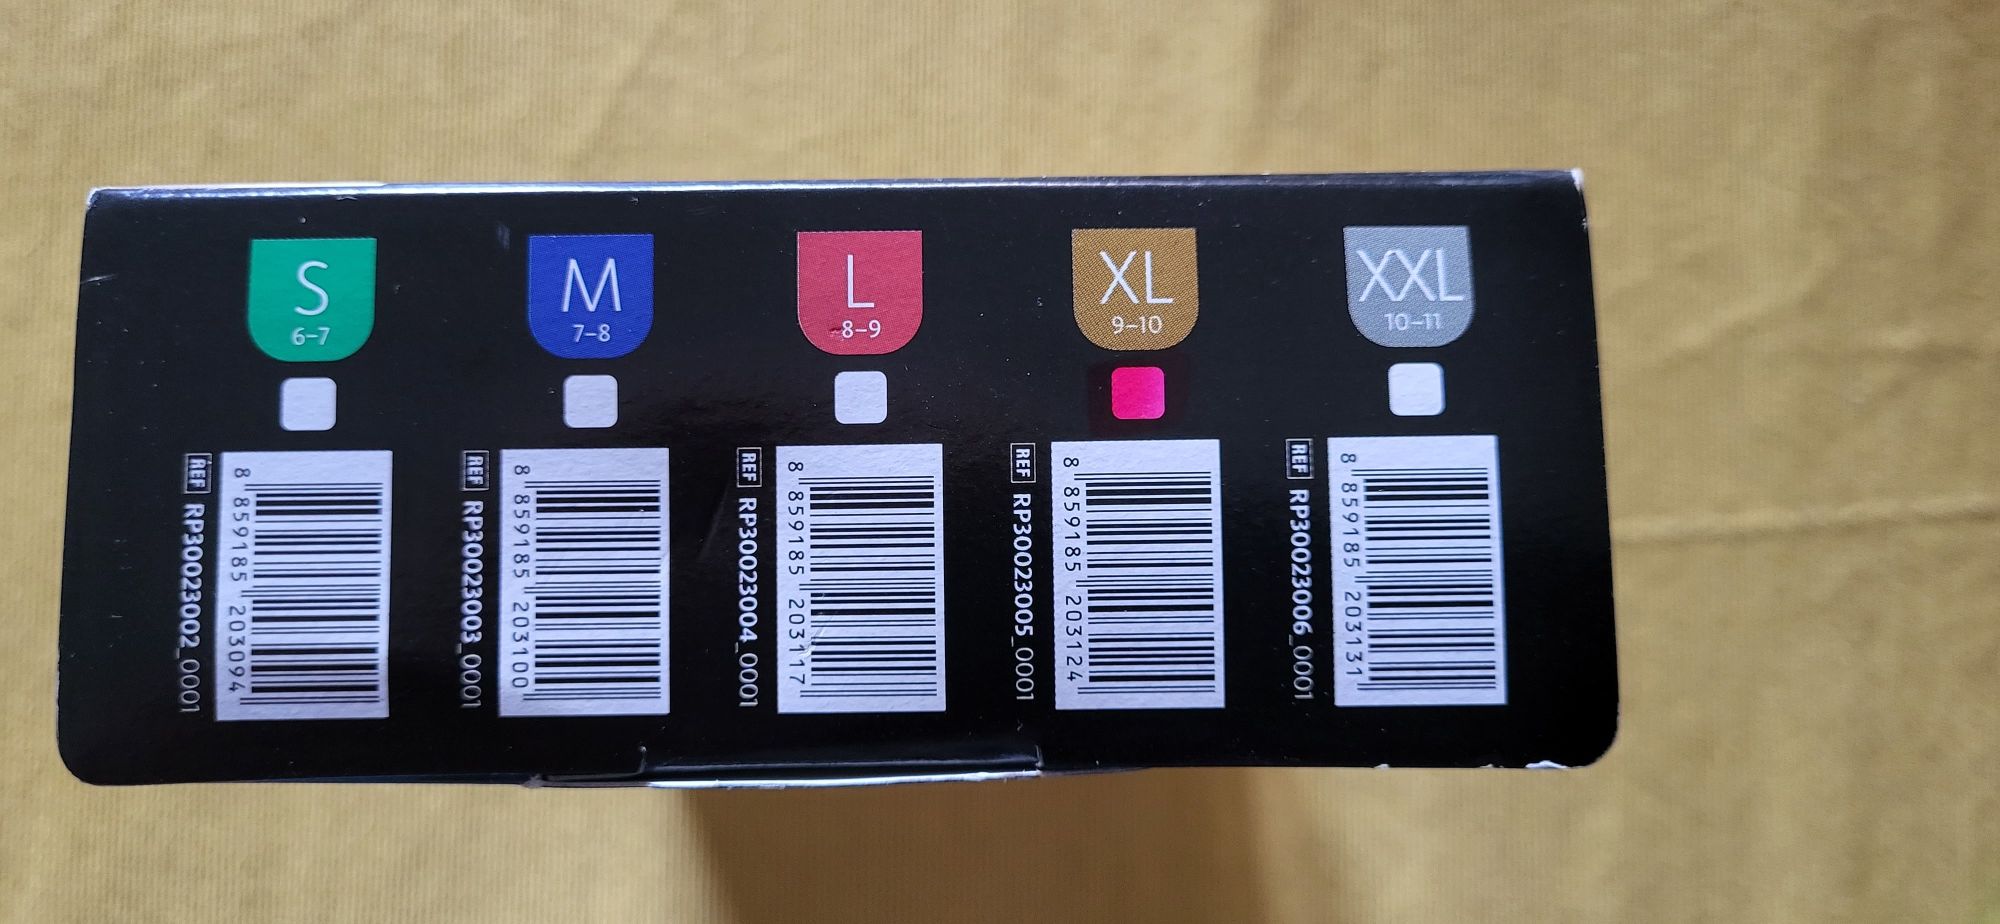 S
6–7
REF RP30023002_0001
8 859185 203094
M
7–8
REF RP30023003_0001
8 859185 203100
L
8–9
REF RP30023004_0001
8 859185 203117
XL
9–10
REF RP30023005_0001
8 859185 203124
XXL
10–11
REF RP30023006_0001
8 859185 203131